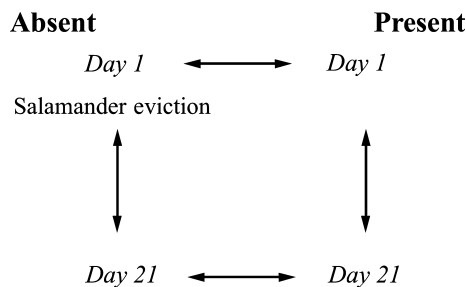 Absent Present
Day 1 Day 1
Salamander eviction
Day 21 Day 21